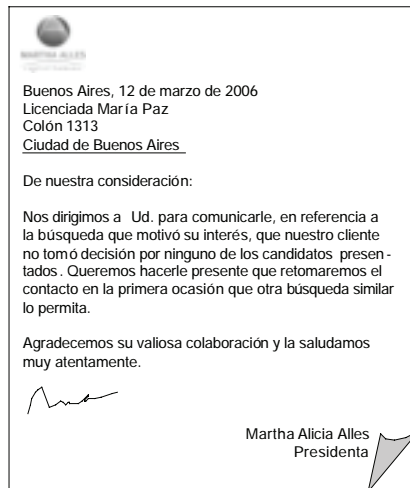 MARTHA ALLES
Buenos Aires, 12 de marzo de 2006
Licenciada María Paz
Colón 1313
Ciudad de Buenos Aires
De nuestra consideración:
Nos dirigimos a Ud. para comunicarle, en referencia a
la búsqueda que motivó su interés, que nuestro cliente
no tomó decisión por ninguno de los candidatos presen-
tados. Queremos hacerle presente que retomaremos el
contacto en la primera ocasión que otra búsqueda similar
lo permita.
Agradecemos su valiosa colaboración y la saludamos
muy atentamente.
Martha Alicia Alles
Presidenta